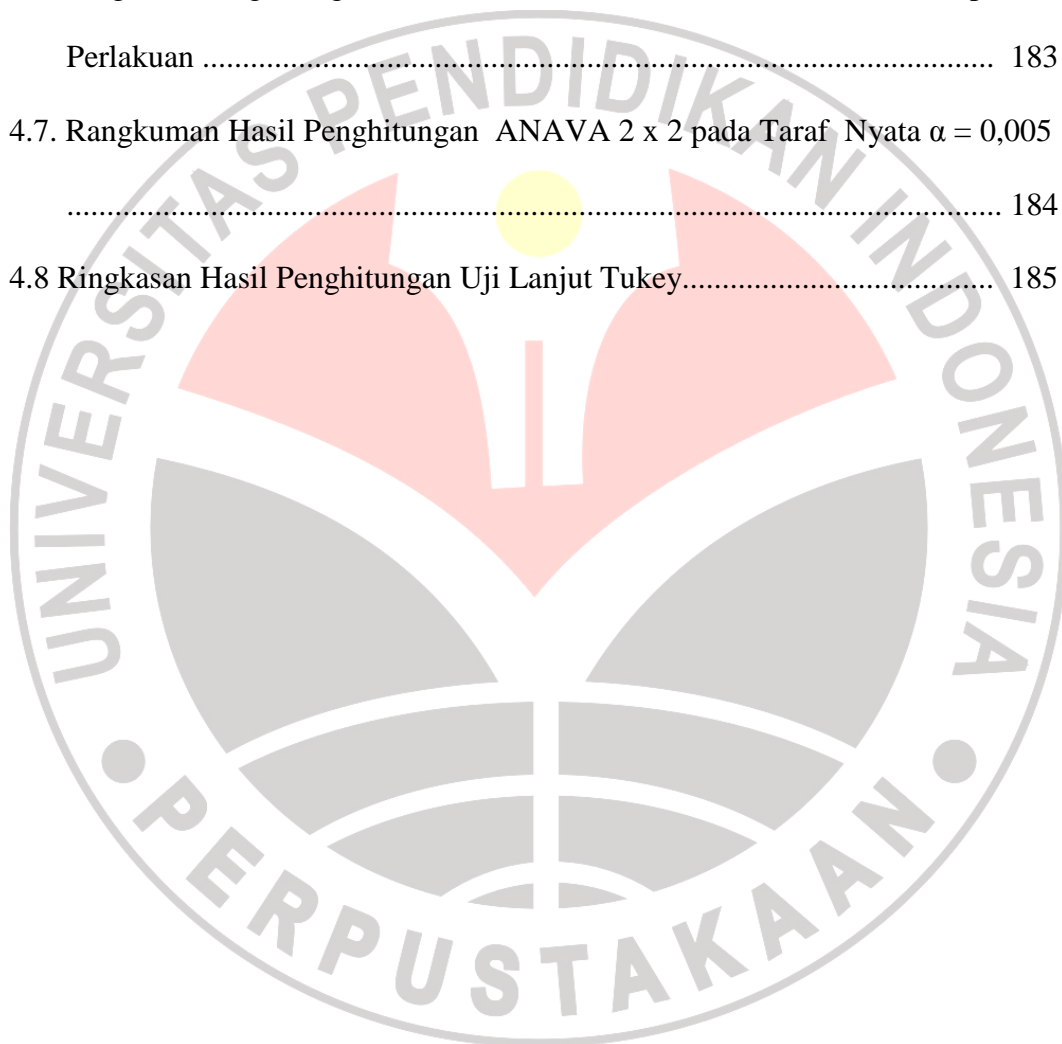 Perlakuan .................................................................................................... 183
4.7. Rangkuman Hasil Penghitungan ANAVA 2 x 2 pada Taraf Nyata α = 0,005
...................................................................................................................... 184
4.8 Ringkasan Hasil Penghitungan Uji Lanjut Tukey....................................... 185
UNIVERSITAS PENDIDIKAN INDONESIA
PERPUSTAKAAN